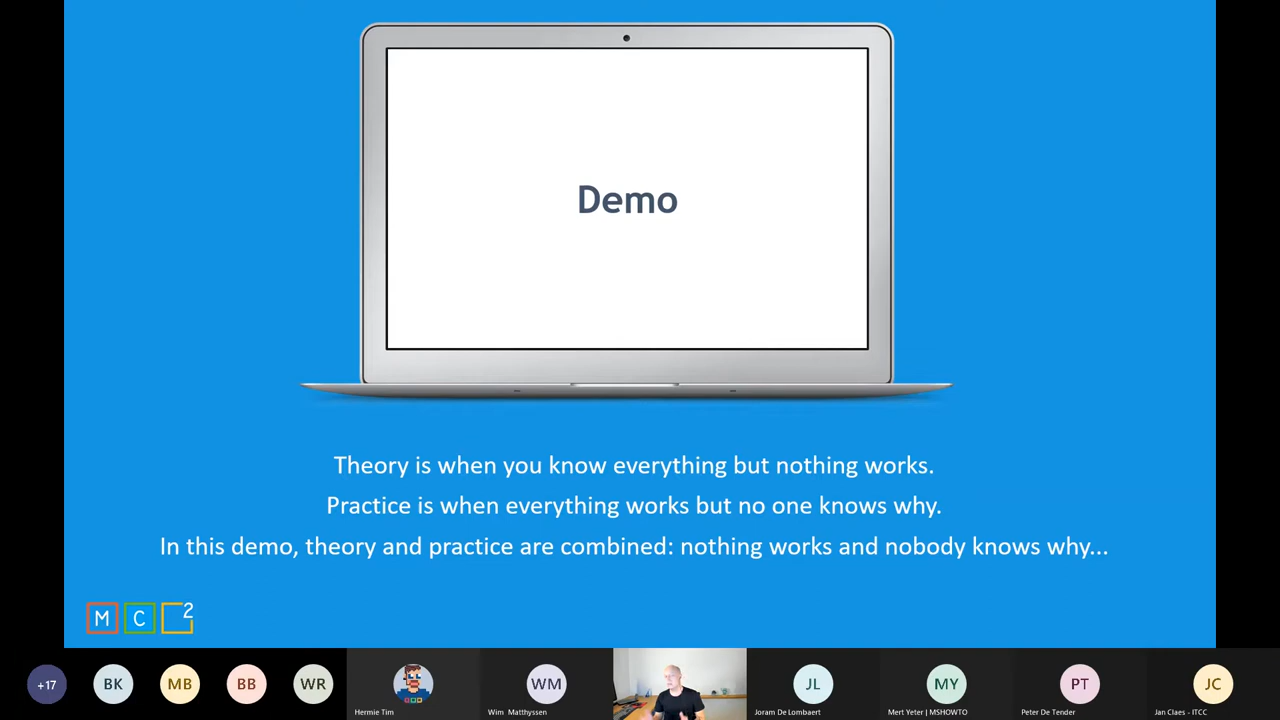 Demo
Theory is when you know everything but nothing works.
Practice is when everything works but no one knows why.
In this demo, theory and practice are combined: nothing works and nobody knows why...
M C 2
+17
BK
MB
BB
WR
Hermie Tim
WM
Wim Matthyssen
JL
Joram De Lombaert
MY
Mert Yeter | MSHOWTO
PT
Peter De Tender
JC
Jan Claes - ITCC